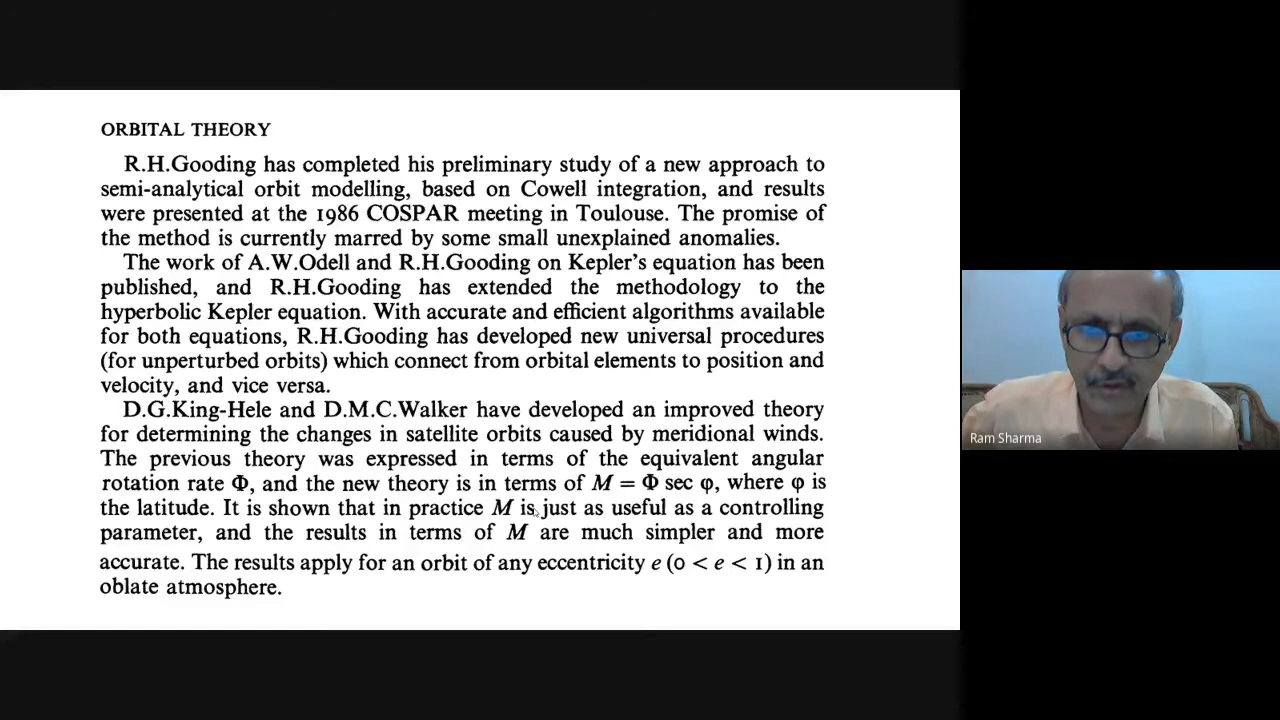 ORBITAL THEORY
R.H.Gooding has completed his preliminary study of a new approach to
semi-analytical orbit modelling, based on Cowell integration, and results
were presented at the 1986 COSPAR meeting in Toulouse. The promise of
the method is currently marred by some small unexplained anomalies.
The work of A.W.Odell and R.H.Gooding on Kepler's equation has been
published, and R.H.Gooding has extended the methodology to the
hyperbolic Kepler equation. With accurate and efficient algorithms available
for both equations, R.H.Gooding has developed new universal procedures
(for unperturbed orbits) which connect from orbital elements to position and
velocity, and vice versa.
D.G.King-Hele and D.M.C.Walker have developed an improved theory
for determining the changes in satellite orbits caused by meridional winds.
The previous theory was expressed in terms of the equivalent angular
rotation rate Φ, and the new theory is in terms of M = Φ sec φ, where φ is
the latitude. It is shown that in practice M is just as useful as a controlling
parameter, and the results in terms of M are much simpler and more
accurate. The results apply for an orbit of any eccentricity e (0 < e < 1) in an
oblate atmosphere.
Ram Sharma